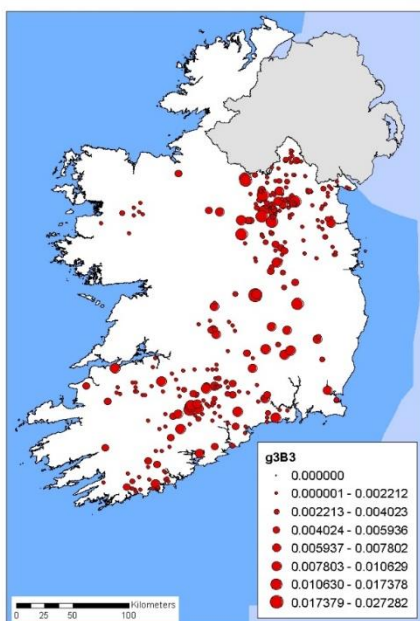 g3B3
0.000000
0.000001 - 0.002212
0.002213 - 0.004023
0.004024 - 0.005936
0.005937 - 0.007802
0.007803 - 0.010629
0.010630 - 0.017378
0.017379 - 0.027282
Kilometers
0 25 50 100